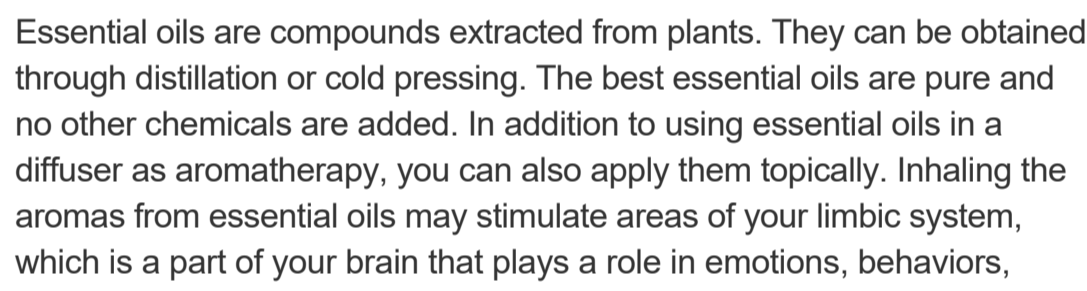 Essential oils are compounds extracted from plants. They can be obtained
through distillation or cold pressing. The best essential oils are pure and
no other chemicals are added. In addition to using essential oils in a
diffuser as aromatherapy, you can also apply them topically. Inhaling the
aromas from essential oils may stimulate areas of your limbic system,
which is a part of your brain that plays a role in emotions, behaviors,